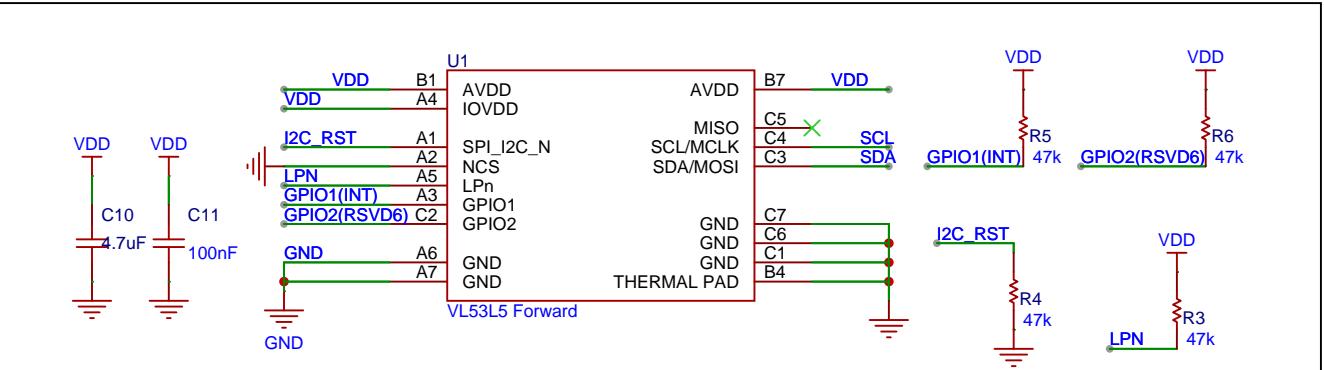 U1
VDD B1 AVDD AVDD B7 VDD
VDD A4 IOVDD
MISO C5
I2C_RST A1 SPI_I2C_N SCL/MCLK C4 SCL
A2 NCS SDA/MOSI C3 SDA
LPN A5 LPn
GPIO1(INT) A3 GPIO1
GPIO2(RSVD6) C2 GPIO2 GND C7
GND C6
GND A6 GND GND C1
A7 GND THERMAL PAD B4
VL53L5 Forward
GND
VDD
C10
4.7uF
VDD
C11
100nF
VDD
R5
GPIO1(INT) 47k
VDD
R6
GPIO2(RSVD6) 47k
I2C_RST
R4
47k
VDD
R3
LPN 47k